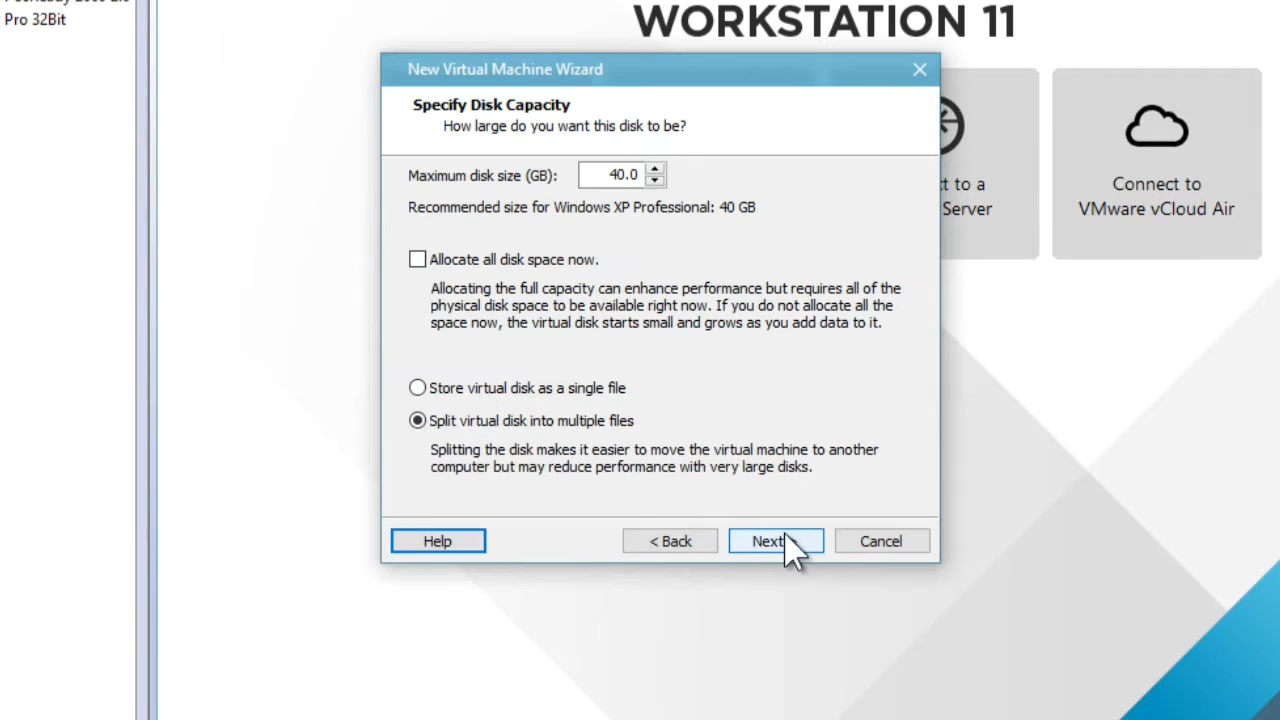 Pro 32Bit
WORKSTATION 11
New Virtual Machine Wizard
Specify Disk Capacity
How large do you want this disk to be?
Maximum disk size (GB): 40.0
Recommended size for Windows XP Professional: 40 GB
Allocate all disk space now.
Allocating the full capacity can enhance performance but requires all of the
physical disk space to be available right now. If you do not allocate all the
space now, the virtual disk starts small and grows as you add data to it.
Store virtual disk as a single file
Split virtual disk into multiple files
Splitting the disk makes it easier to move the virtual machine to another
computer but may reduce performance with very large disks.
Help
< Back
Next
Cancel
t to a
Server
Connect to
VMware vCloud Air